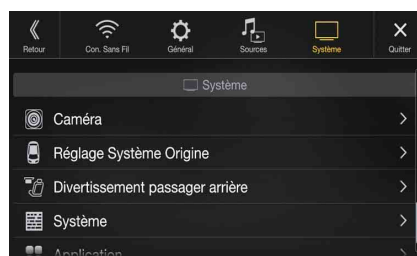 Retour Con. Sans Fil Général Sources Système Quitter
Système
Caméra
Réglage Système Origine
Divertissement passager arrière
Système
Application